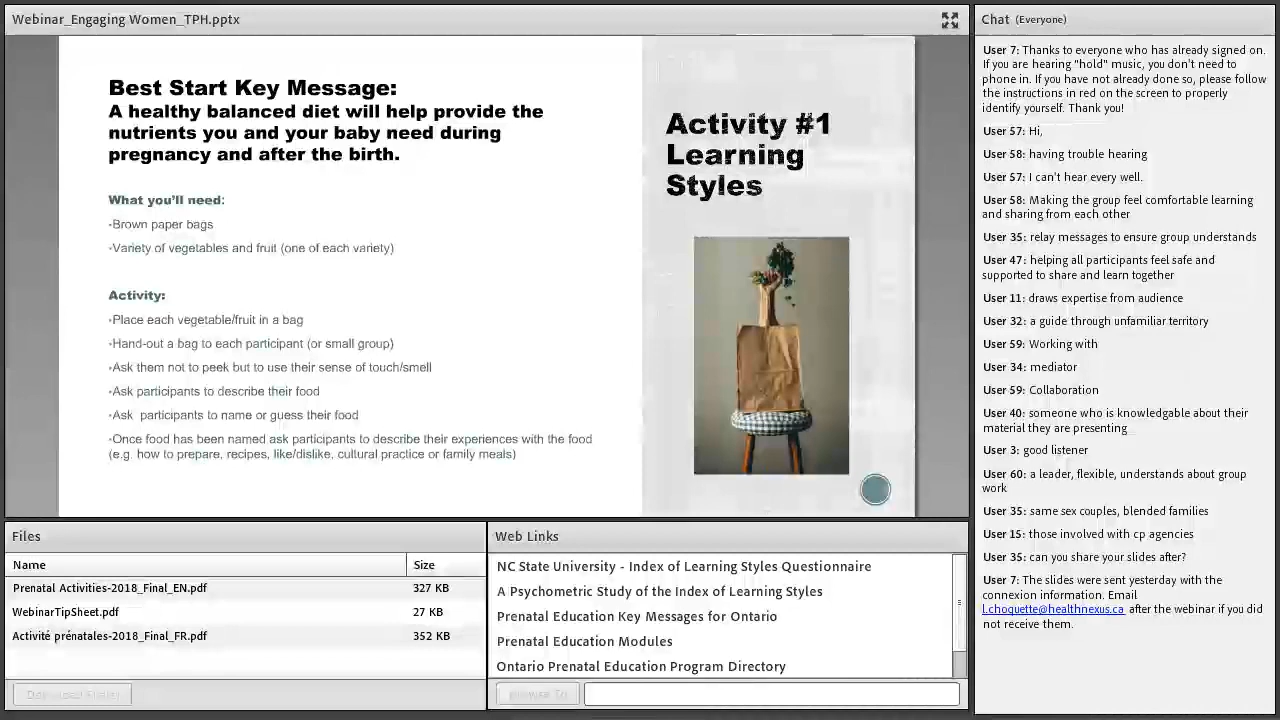 Webinar_Engaging Women_TPH.pptx
Best Start Key Message:
A healthy balanced diet will help provide the
nutrients you and your baby need during
pregnancy and after the birth.
What you'll need:
·Brown paper bags
·Variety of vegetables and fruit (one of each variety)
Activity:
·Place each vegetable/fruit in a bag
·Hand-out a bag to each participant (or small group)
·Ask them not to peek but to use their sense of touch/smell
·Ask participants to describe their food
·Ask  participants to name or guess their food
·Once food has been named ask participants to describe their experiences with the food
(e.g. how to prepare, recipes, like/dislike, cultural practice or family meals)
Activity #1
Learning
Styles
Files
Name Size
Prenatal Activities-2018_Final_EN.pdf 327 KB
WebinarTipSheet.pdf 27 KB
Activité prénatales-2018_Final_FR.pdf 352 KB
Download File(s)
Web Links
NC State University - Index of Learning Styles Questionnaire
A Psychometric Study of the Index of Learning Styles
Prenatal Education Key Messages for Ontario
Prenatal Education Modules
Ontario Prenatal Education Program Directory
Browse To
Chat (Everyone)
User 7: Thanks to everyone who has already signed on.
If you are hearing "hold" music, you don't need to
phone in. If you have not already done so, please follow
the instructions in red on the screen to properly
identify yourself. Thank you!
User 57: Hi,
User 58: having trouble hearing
User 57: I can't hear every well.
User 58: Making the group feel comfortable learning
and sharing from each other
User 35: relay messages to ensure group understands
User 47: helping all participants feel safe and
supported to share and learn together
User 11: draws expertise from audience
User 32: a guide through unfamiliar territory
User 59: Working with
User 34: mediator
User 59: Collaboration
User 40: someone who is knowledgable about their
material they are presenting
User 3: good listener
User 60: a leader, flexible, understands about group
work
User 35: same sex couples, blended families
User 15: those involved with cp agencies
User 35: can you share your slides after?
User 7: The slides were sent yesterday with the
connexion information. Email
l.choquette@healthnexus.ca after the webinar if you did
not receive them.